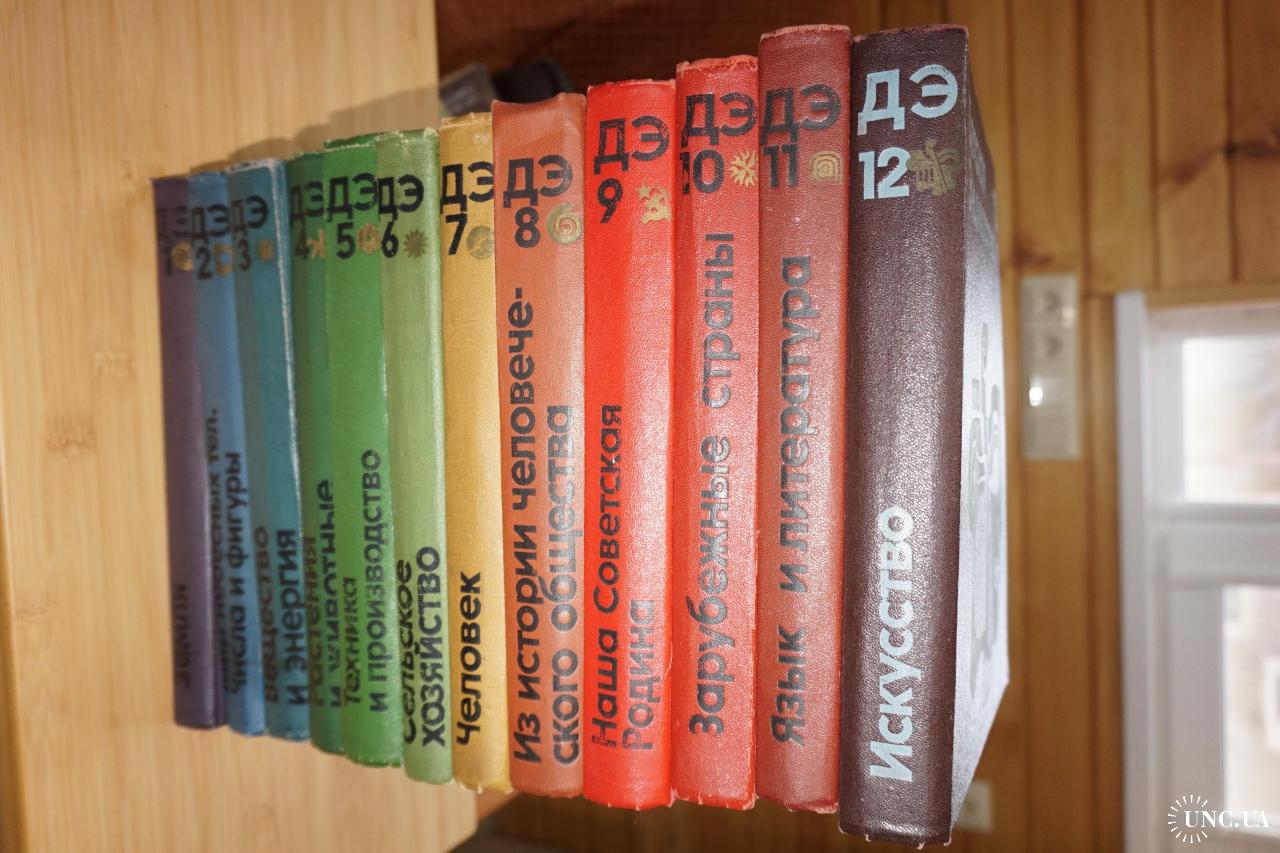 ДЭ
1
Земля
ДЭ
2
Мир небесных тел.
Числа и фигуры
ДЭ
3
Вещество
и энергия
ДЭ
4
Растения
и животные
ДЭ
5
Техника
и производство
ДЭ
6
Сельское
хозяйство
ДЭ
7
Человек
ДЭ
8
Из истории человече-
ского общества
ДЭ
9
Наша Советская
Родина
ДЭ
10
Зарубежные страны
ДЭ
11
Язык и литература
ДЭ
12
Искусство
UNC.UA